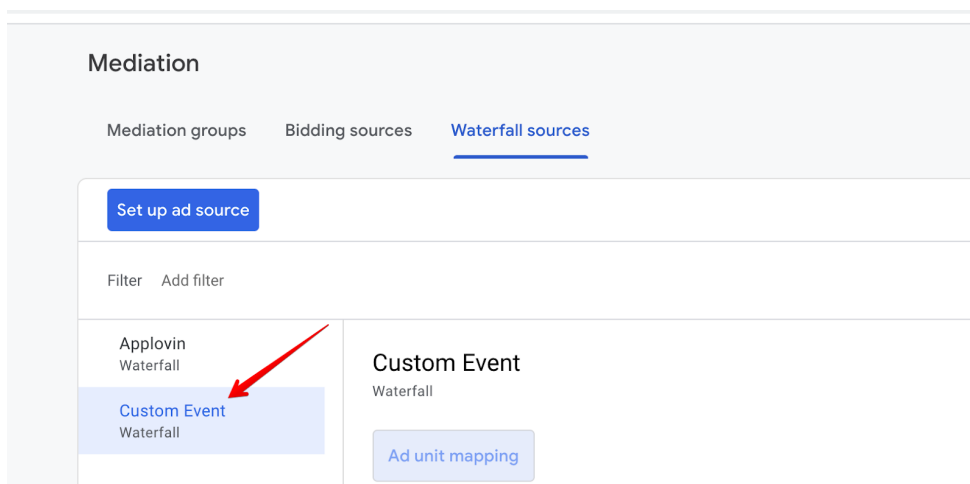 Mediation
Mediation groups Bidding sources Waterfall sources
Set up ad source
Filter Add filter
Applovin
Waterfall
Custom Event
Waterfall
Custom Event
Waterfall
Ad unit mapping